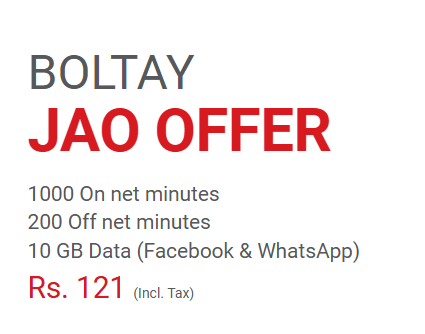 BOLTAY
JAO OFFER
1000 On net minutes
200 Off net minutes
10 GB Data (Facebook & WhatsApp)
Rs. 121 (Incl. Tax)